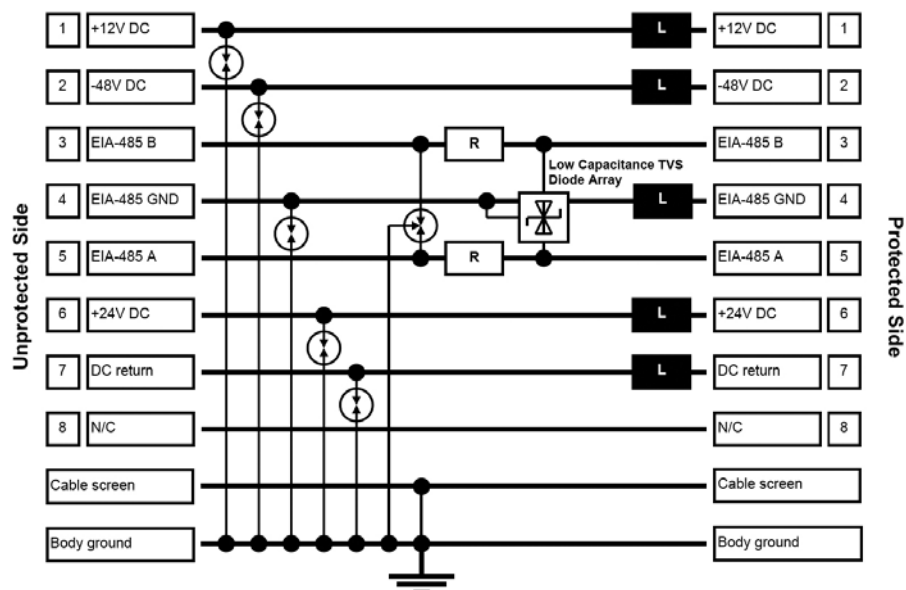 Unprotected Side
Protected Side
1 +12V DC L +12V DC 1
2 -48V DC L -48V DC 2
3 EIA-485 B R EIA-485 B 3
Low Capacitance TVS
Diode Array
4 EIA-485 GND L EIA-485 GND 4
5 EIA-485 A R EIA-485 A 5
6 +24V DC L +24V DC 6
7 DC return L DC return 7
8 N/C N/C 8
Cable screen Cable screen
Body ground Body ground